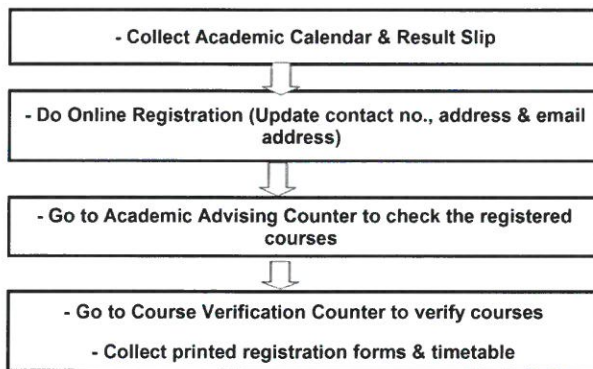 - Collect Academic Calendar & Result Slip
- Do Online Registration (Update contact no., address & email
address)
- Go to Academic Advising Counter to check the registered
courses
- Go to Course Verification Counter to verify courses
- Collect printed registration forms & timetable